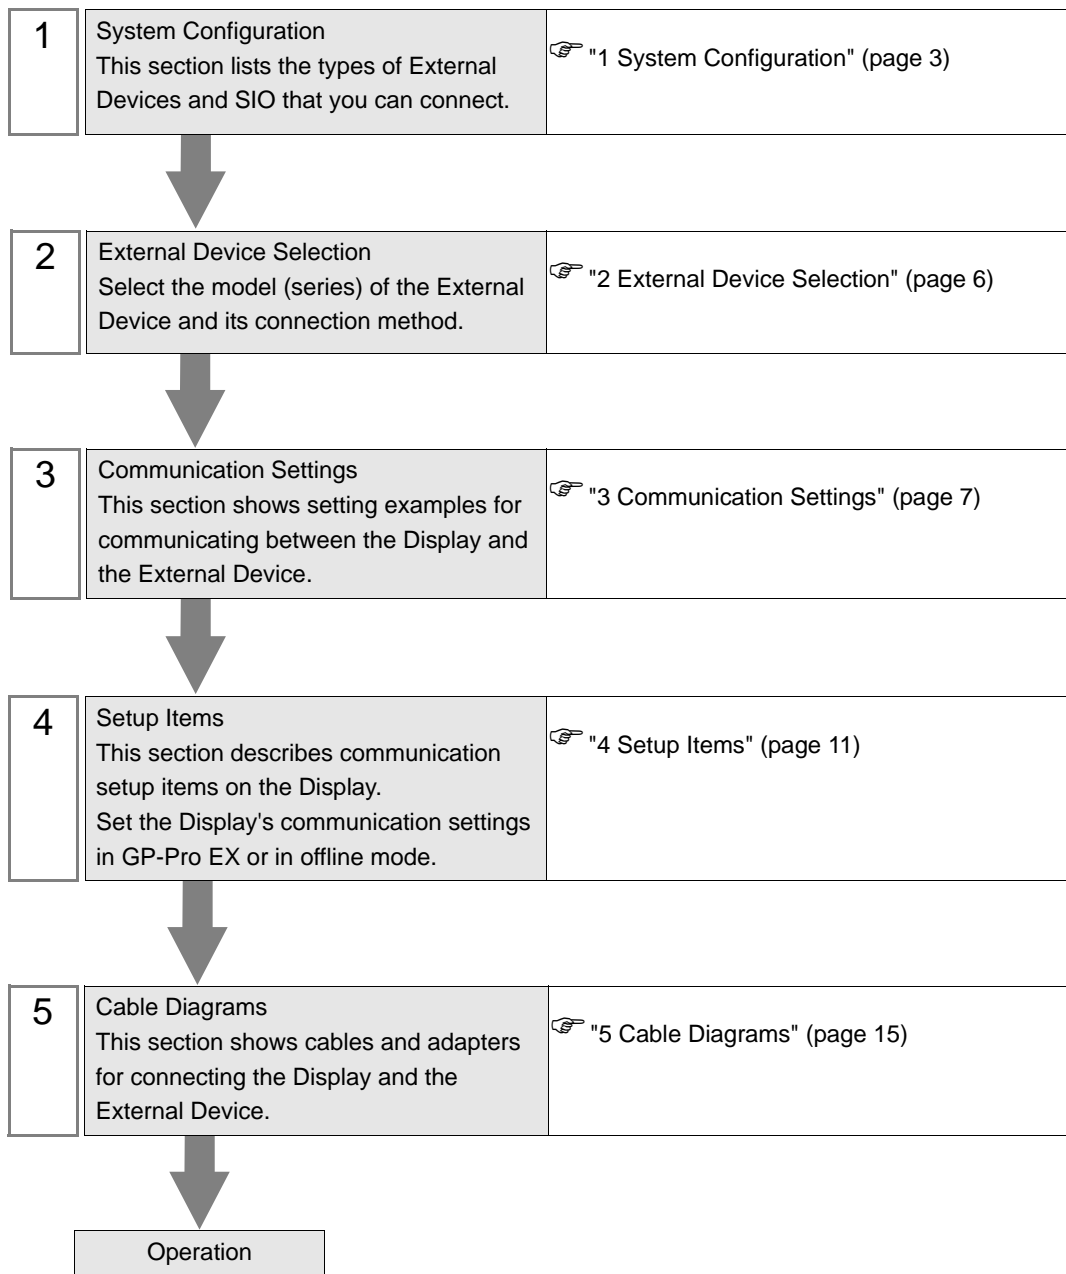 1
System Configuration
This section lists the types of External
Devices and SIO that you can connect.
"1 System Configuration" (page 3)
2
External Device Selection
Select the model (series) of the External
Device and its connection method.
"2 External Device Selection" (page 6)
3
Communication Settings
This section shows setting examples for
communicating between the Display and
the External Device.
"3 Communication Settings" (page 7)
4
Setup Items
This section describes communication
setup items on the Display.
Set the Display's communication settings
in GP-Pro EX or in offline mode.
"4 Setup Items" (page 11)
5
Cable Diagrams
This section shows cables and adapters
for connecting the Display and the
External Device.
"5 Cable Diagrams" (page 15)
Operation